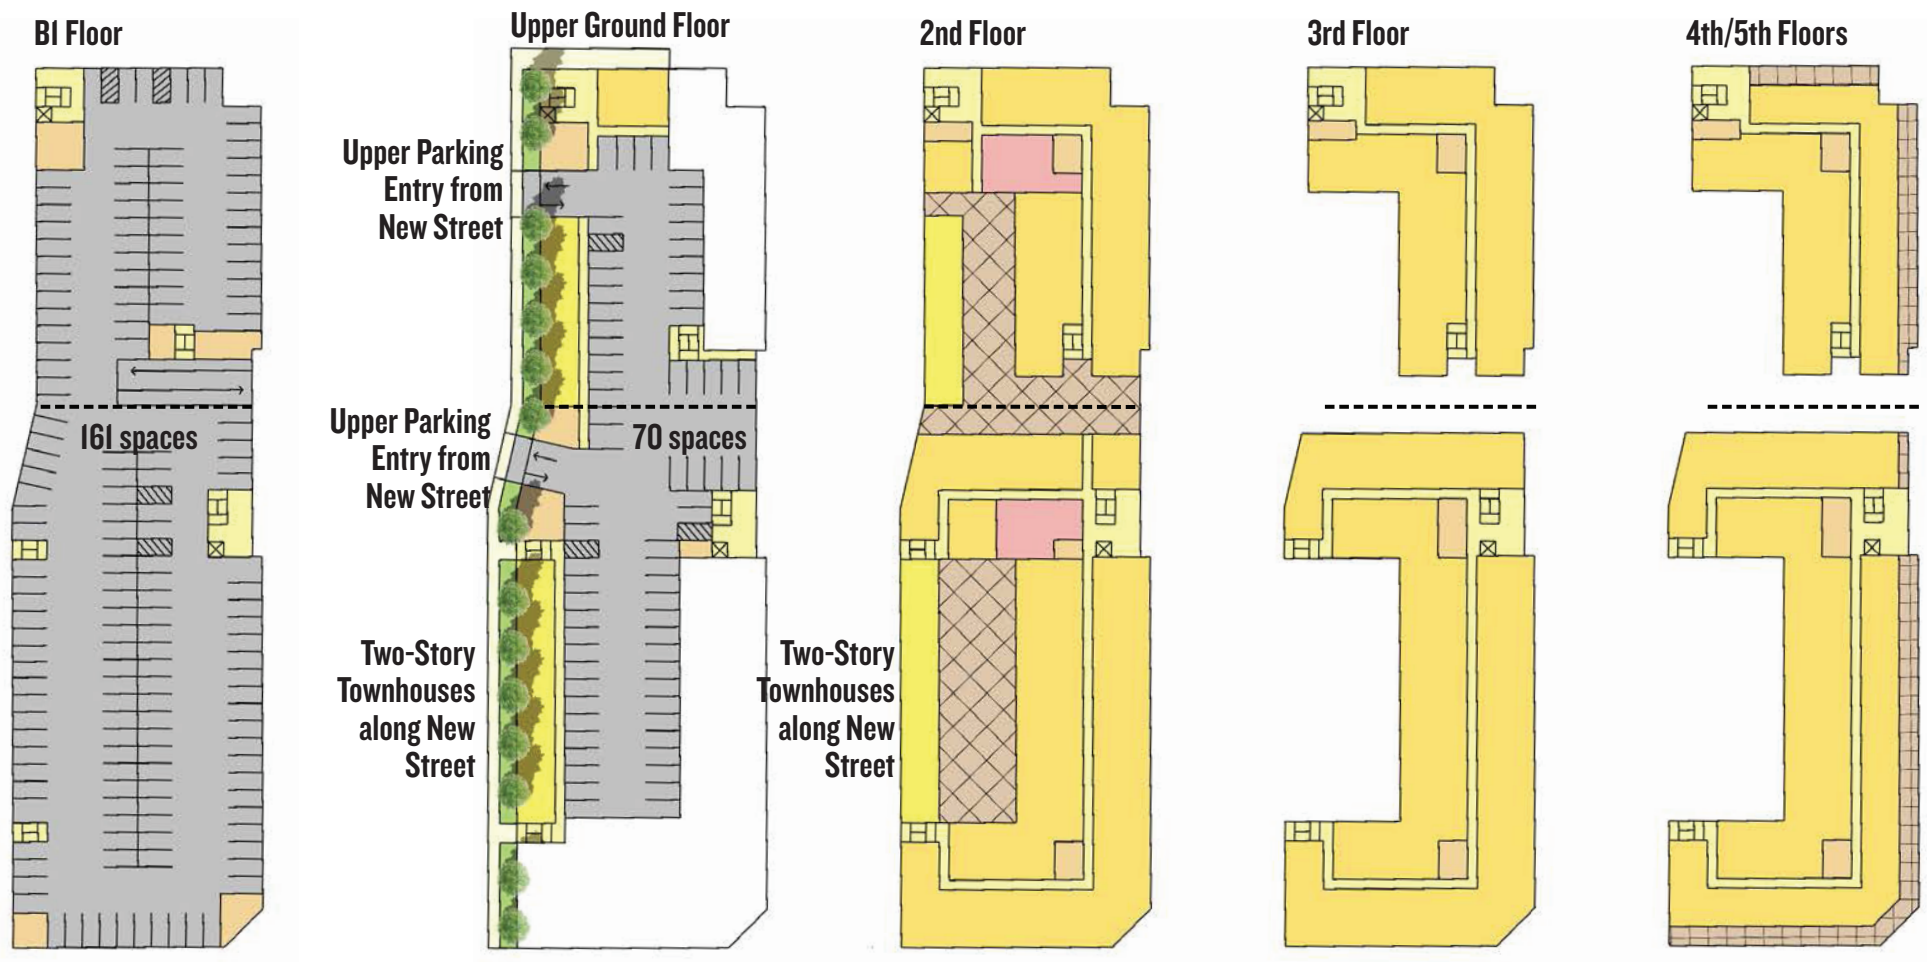 B1 Floor
Upper Ground Floor
2nd Floor
3rd Floor
4th/5th Floors
Upper Parking
Entry from
New Street
Upper Parking
Entry from
New Street
161 spaces
70 spaces
Two-Story
Townhouses
along New
Street
Two-Story
Townhouses
along New
Street